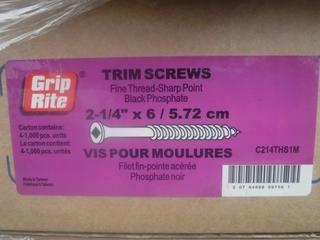 Grip
Rite
TRIM SCREWS
Fine Thread-Sharp Point
Black Phosphate
2-1/4" x 6 / 5.72 cm
Carton contains:
4-1,000 pcs. units
Le carton contient:
4-1,000 pcs. unités
VIS POUR MOULURES
Filet fin-pointe acérée
Phosphate noir
C214THS1M
Made in Taiwan
Fabriqué à Taiwan